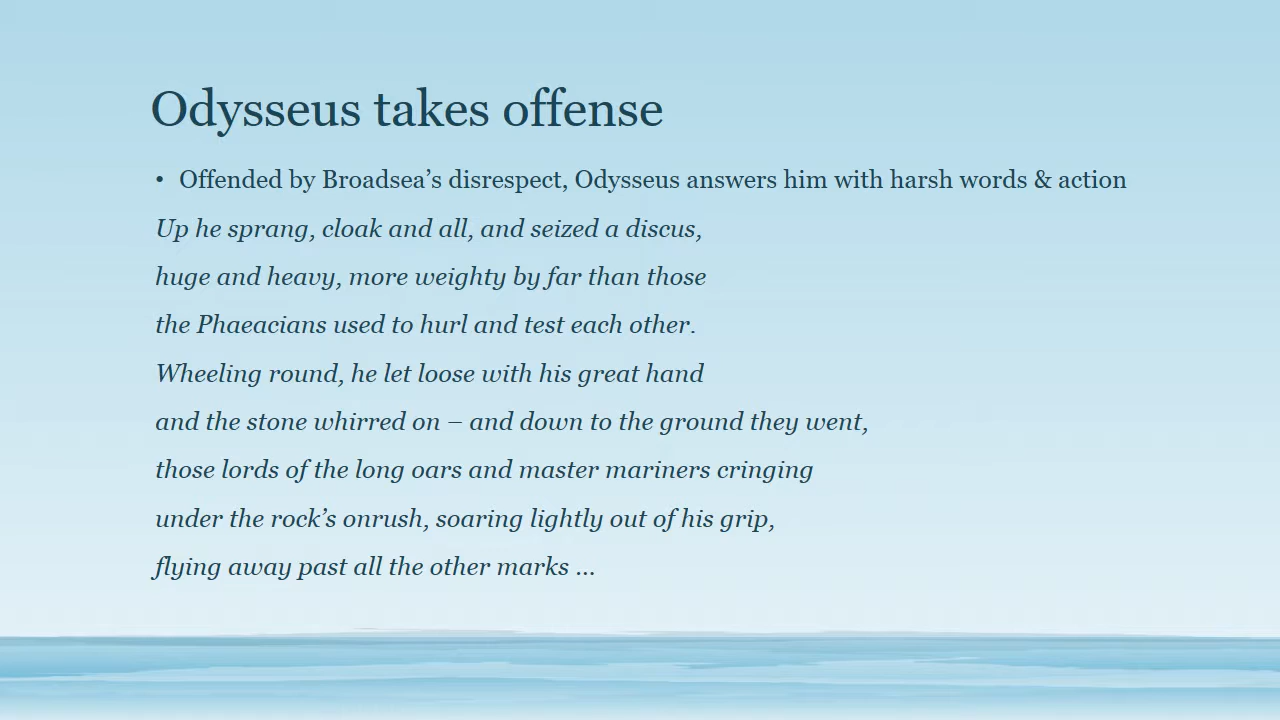 Odysseus takes offense
• Offended by Broadsea’s disrespect, Odysseus answers him with harsh words & action
Up he sprang, cloak and all, and seized a discus,
huge and heavy, more weighty by far than those
the Phaeacians used to hurl and test each other.
Wheeling round, he let loose with his great hand
and the stone whirred on – and down to the ground they went,
those lords of the long oars and master mariners cringing
under the rock’s onrush, soaring lightly out of his grip,
flying away past all the other marks ...